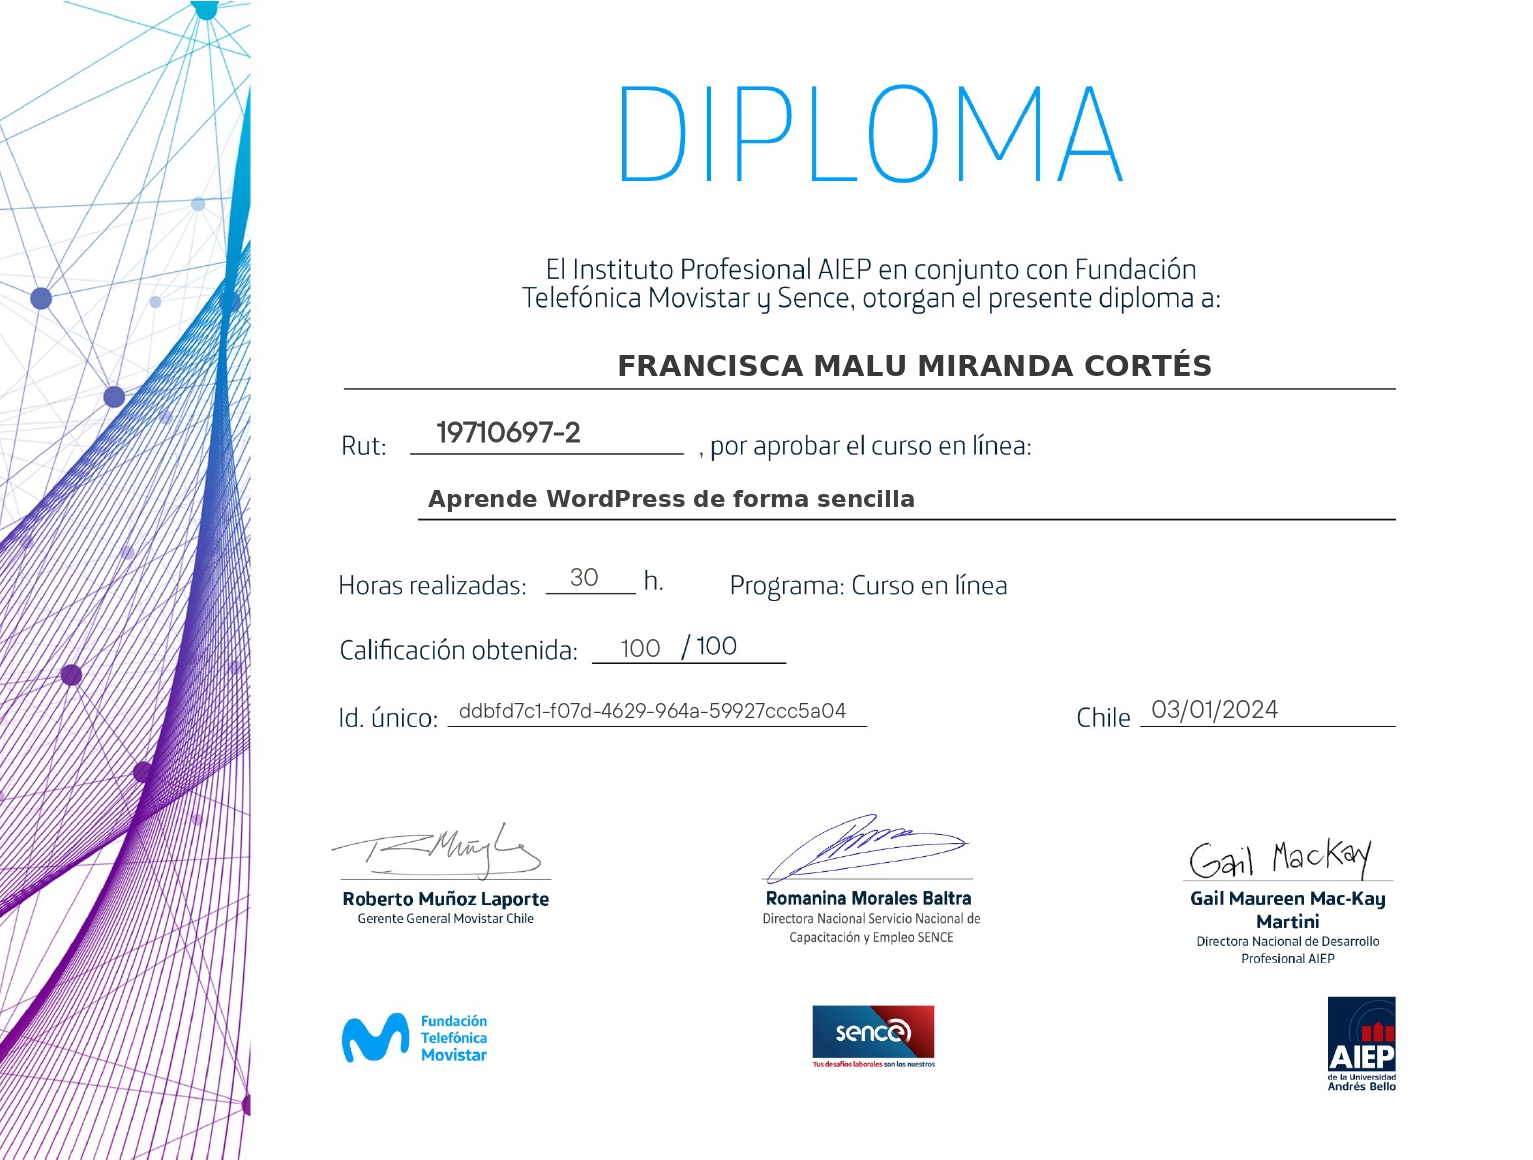 DIPLOMA
El Instituto Profesional AIEP en conjunto con Fundación
Telefónica Movistar y Sence, otorgan el presente diploma a:
FRANCISCA MALU MIRANDA CORTÉS
Rut: 19710697-2 , por aprobar el curso en línea:
Aprende WordPress de forma sencilla
Horas realizadas: 30 h. Programa: Curso en línea
Calificación obtenida: 100 / 100
Id. único: ddbfd7c1-f07d-4629-964a-59927ccc5a04 Chile 03/01/2024
Gail MacKay
Roberto Muñoz Laporte
Gerente General Movistar Chile
Romanina Morales Baltra
Directora Nacional Servicio Nacional de
Capacitación y Empleo SENCE
Gail Maureen Mac-Kay
Martini
Directora Nacional de Desarrollo
Profesional AIEP
Fundación
Telefónica
Movistar
sence
Tus desafíos laborales son los nuestros
AIEP
de la Universidad
Andrés Bello